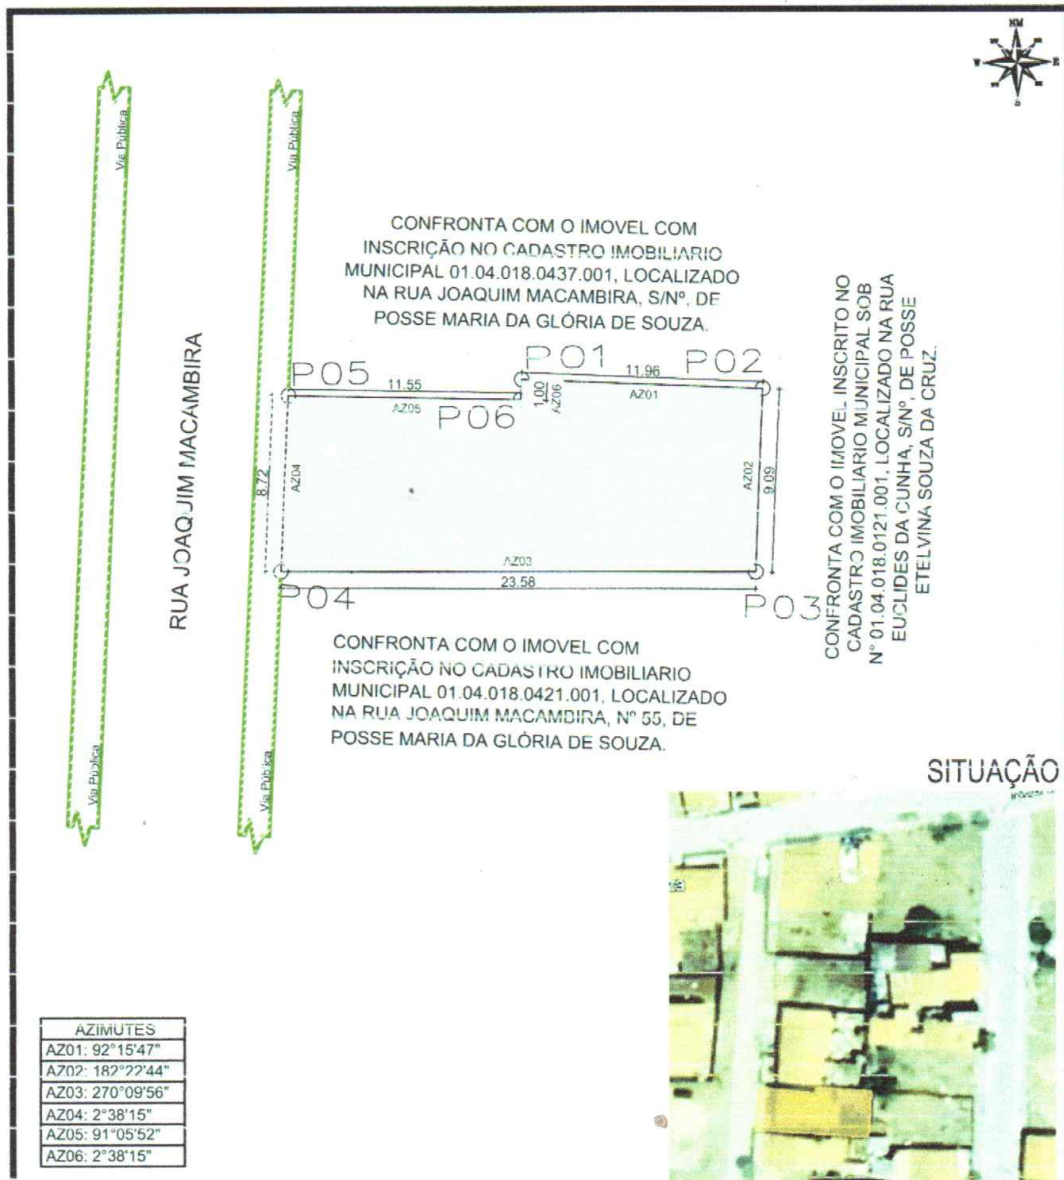 NM
W
E
S
Via Pública
Via Pública
CONFRONTA COM O IMOVEL COM
INSCRIÇÃO NO CADASTRO IMOBILIARIO
MUNICIPAL 01.04.018.0437.001, LOCALIZADO
NA RUA JOAQUIM MACAMBIRA, S/Nº, DE
POSSE MARIA DA GLÓRIA DE SOUZA.
CONFRONTA COM O IMOVEL INSCRITO NO
CADASTRO IMOBILIARIO MUNICIPAL SOB
N° 01.04.018.0121.001, LOCALIZADO NA RUA
EUCLIDES DA CUNHA, S/Nº, DE POSSE
ETELVINA SOUZA DA CRUZ.
RUA JOAQUIM MACAMBIRA
P05
P01
P02
11.55
11.96
AZ05
P06
1,00
AZ06
AZ01
8.72
AZ04
AZ02
9.09
AZ03
23.58
P04
P03
CONFRONTA COM O IMOVEL COM
INSCRIÇÃO NO CADASTRO IMOBILIARIO
MUNICIPAL 01.04.018.0421.001, LOCALIZADO
NA RUA JOAQUIM MACAMBIRA, Nº 55, DE
POSSE MARIA DA GLÓRIA DE SOUZA.
Via Pública
Via Pública
SITUAÇÃO
AZIMUTES
AZ01: 92°15'47"
AZ02: 182°22'44"
AZ03: 270°09'56"
AZ04: 2°38'15"
AZ05: 91°05'52"
AZ06: 2°38'15"